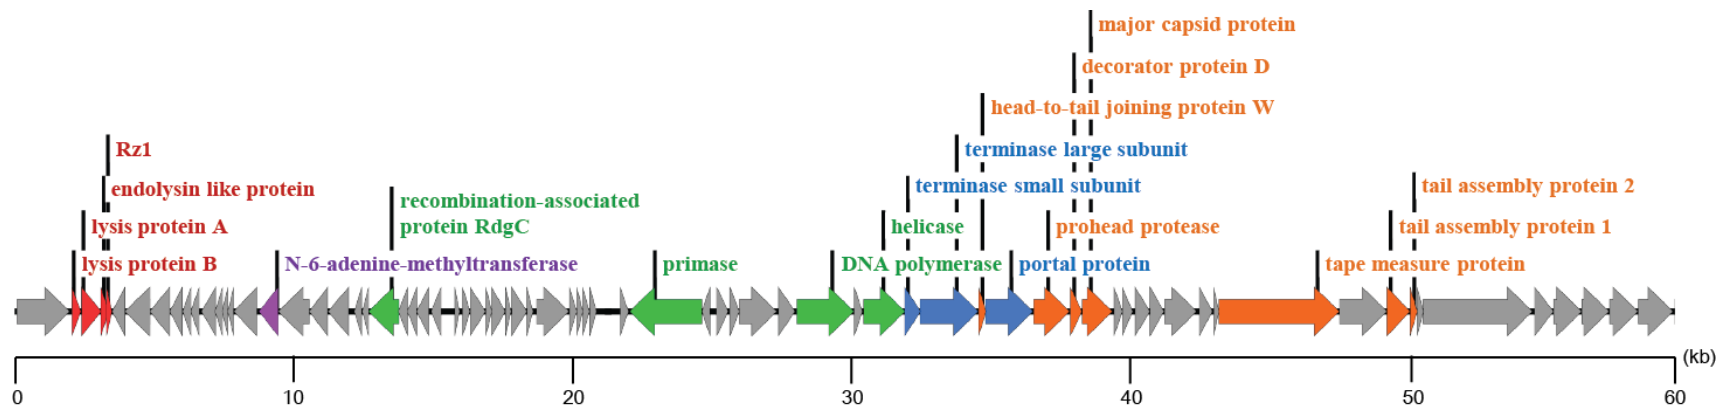 major capsid protein
decorator protein D
head-to-tail joining protein W
Rz1
terminase large subunit
endolysin like protein
terminase small subunit
tail assembly protein 2
recombination-associated
protein RdgC
lysis protein A
helicase
prohead protease
tail assembly protein 1
lysis protein B
N-6-adenine-methyltransferase
primase
DNA polymerase
portal protein
tape measure protein
(kb)
0
10
20
30
40
50
60